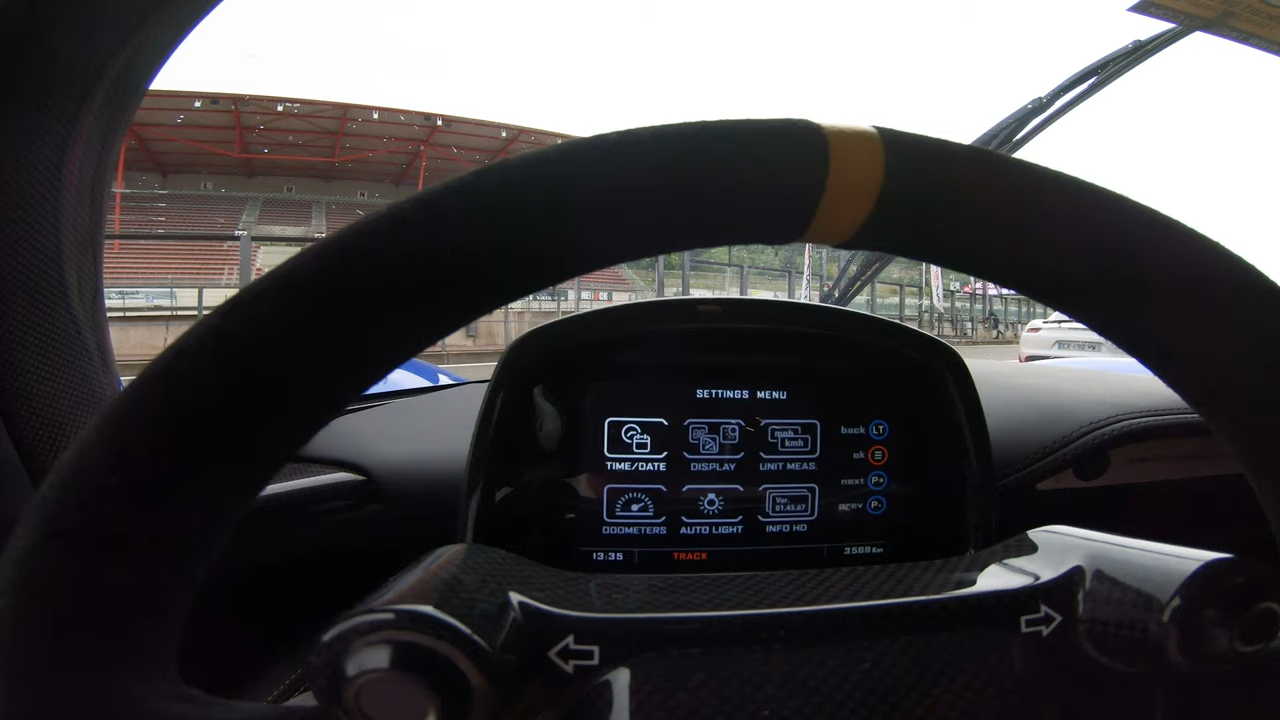 L M N
SETTINGS MENU
mph
kmh
Ver.
01.45.67
TIME/DATE DISPLAY UNIT MEAS.
ODOMETERS AUTO LIGHT INFO HD
back LT
ok
next P+
prev P-
13:35 TRACK 3569 Km